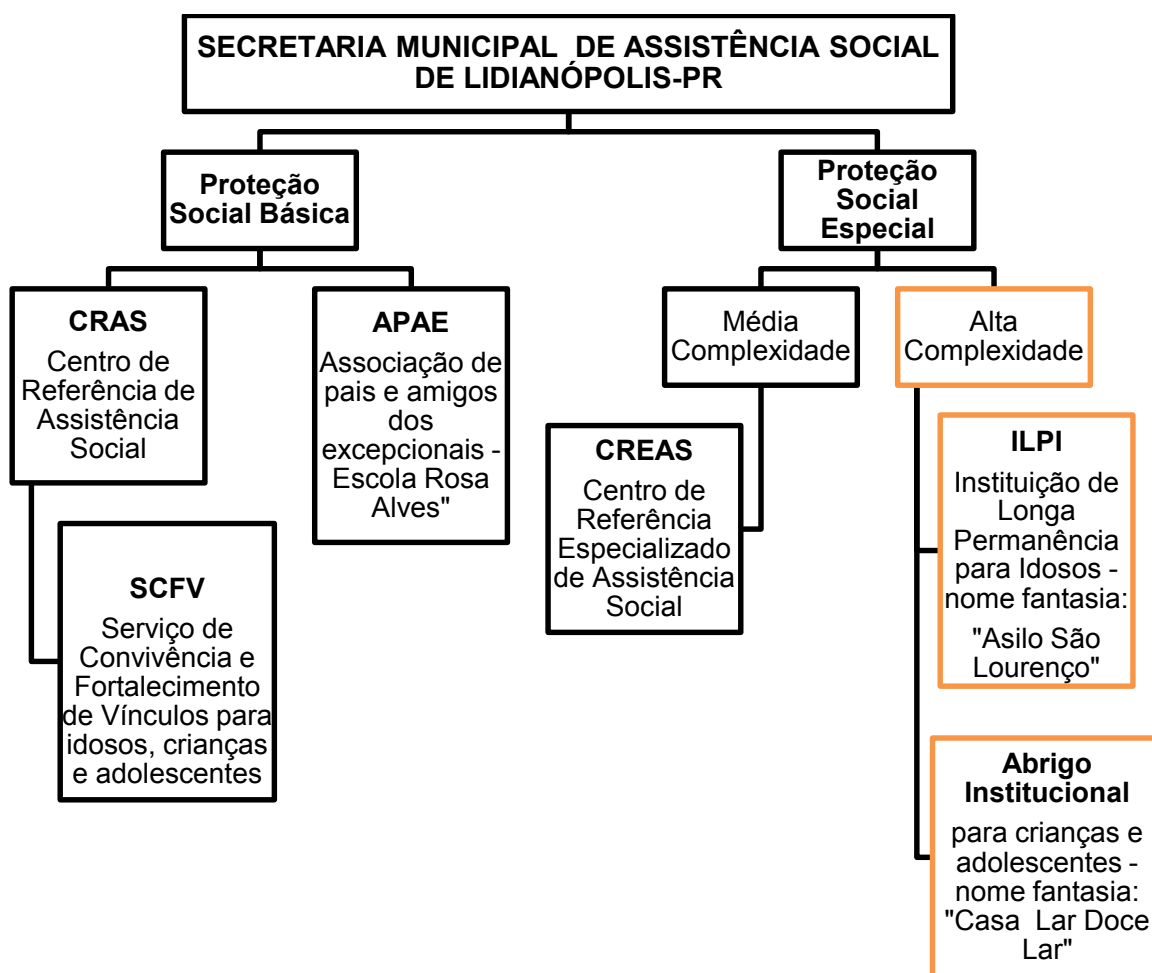 SECRETARIA MUNICIPAL DE ASSISTÊNCIA SOCIAL
DE LIDIANÓPOLIS-PR
Proteção
Social Básica
Proteção
Social
Especial
CRAS
Centro de
Referência de
Assistência
Social
APAE
Associação de
pais e amigos
dos
excepcionais -
Escola Rosa
Alves"
Média
Complexidade
Alta
Complexidade
SCFV
Serviço de
Convivência e
Fortalecimento
de Vínculos para
idosos, crianças
e adolescentes
CREAS
Centro de
Referência
Especializado
de Assistência
Social
ILPI
Instituição de
Longa
Permanência
para Idosos -
nome fantasia:
"Asilo São
Lourenço"
Abrigo
Institucional
para crianças e
adolescentes -
nome fantasia:
"Casa Lar Doce
Lar"